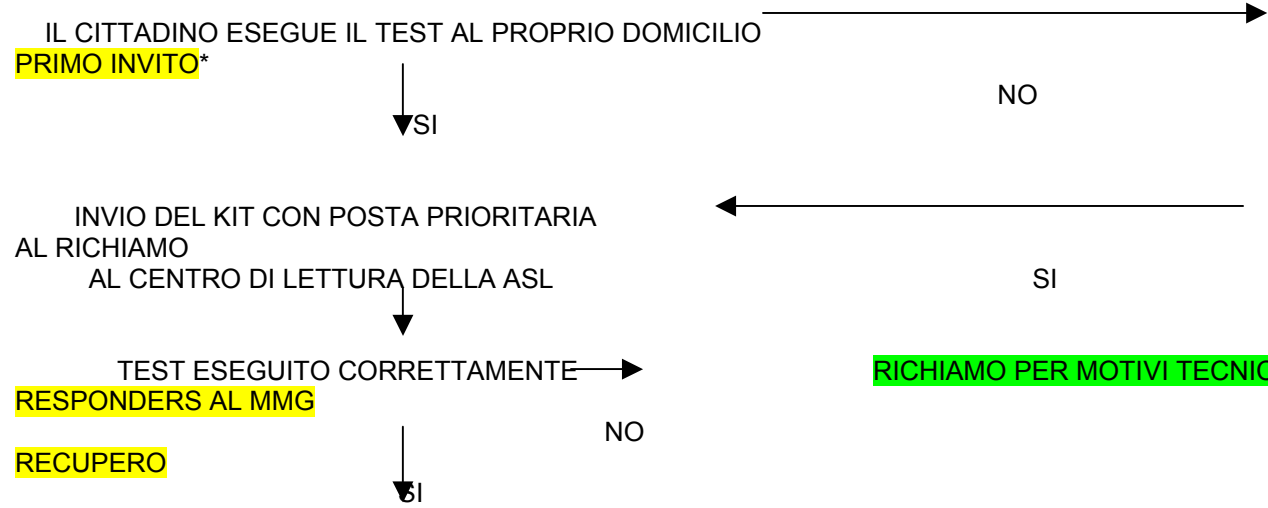 IL CITTADINO ESEGUE IL TEST AL PROPRIO DOMICILIO
PRIMO INVITO*
NO
SI
INVIO DEL KIT CON POSTA PRIORITARIA
AL RICHIAMO
AL CENTRO DI LETTURA DELLA ASL SI
TEST ESEGUITO CORRETTAMENTE RICHIAMO PER MOTIVI TECNIC
RESPONDERS AL MMG
NO
RECUPERO
SI